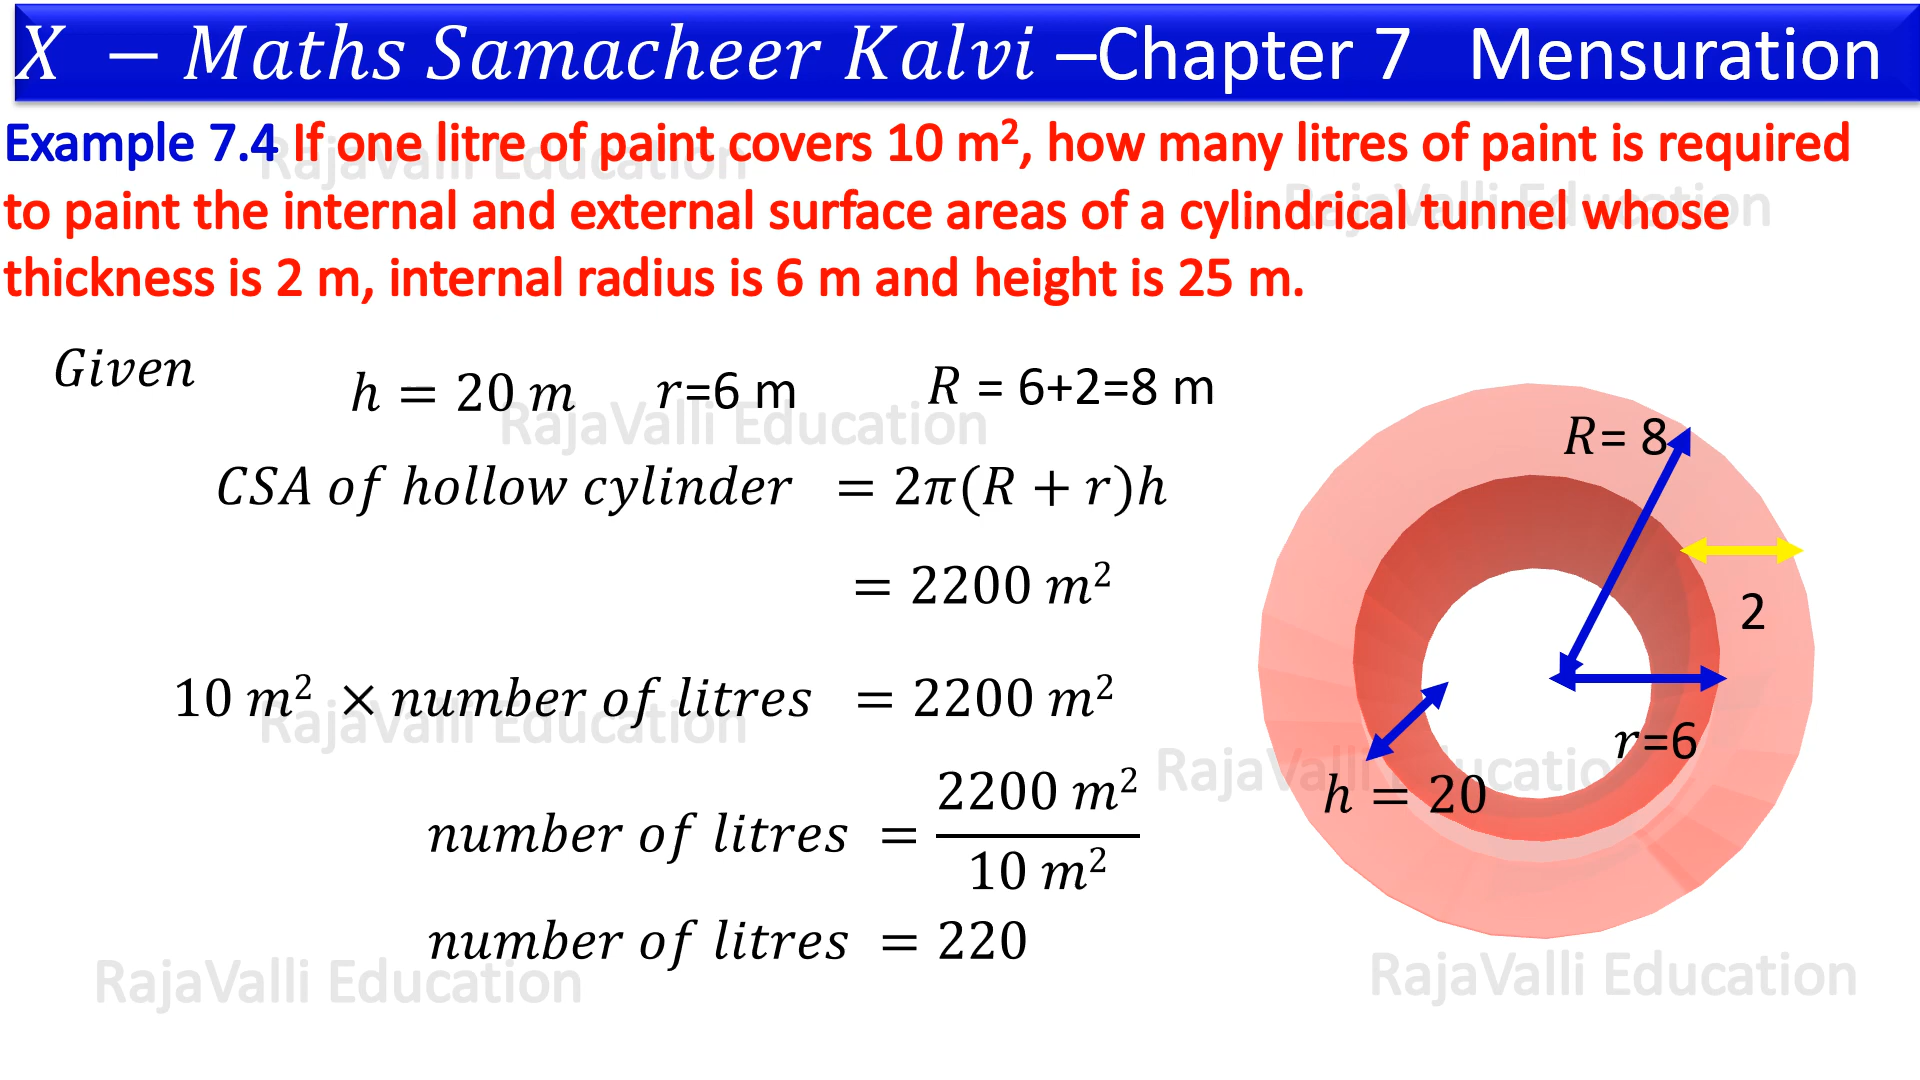 X – Maths Samacheer Kalvi –Chapter 7 Mensuration
Example 7.4 If one litre of paint covers 10 m², how many litres of paint is required
to paint the internal and external surface areas of a cylindrical tunnel whose
thickness is 2 m, internal radius is 6 m and height is 25 m.
Given
h = 20 m r=6 m R = 6+2=8 m
CSA of hollow cylinder = 2π(R + r)h
= 2200 m²
10 m² × number of litres = 2200 m²
number of litres = 2200 m² / 10 m²
number of litres = 220
R= 8
2
r=6
h = 20
RajaValli Education
RajaValli Education
RajaValli Education
RajaValli Education
RajaValli Education
RajaValli Education
RajaValli Education